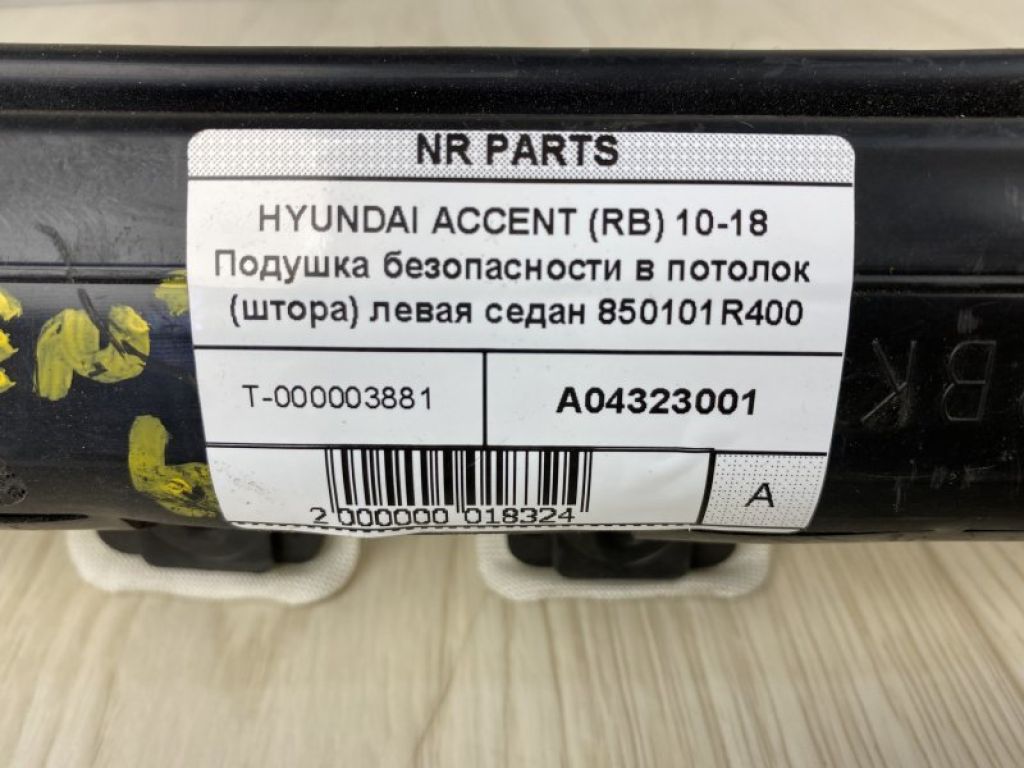 NR PARTS
HYUNDAI ACCENT (RB) 10-18
Подушка безопасности в потолок
(штора) левая седан 850101R400
T-000003881
A04323001
2 000000 018324
A
BK